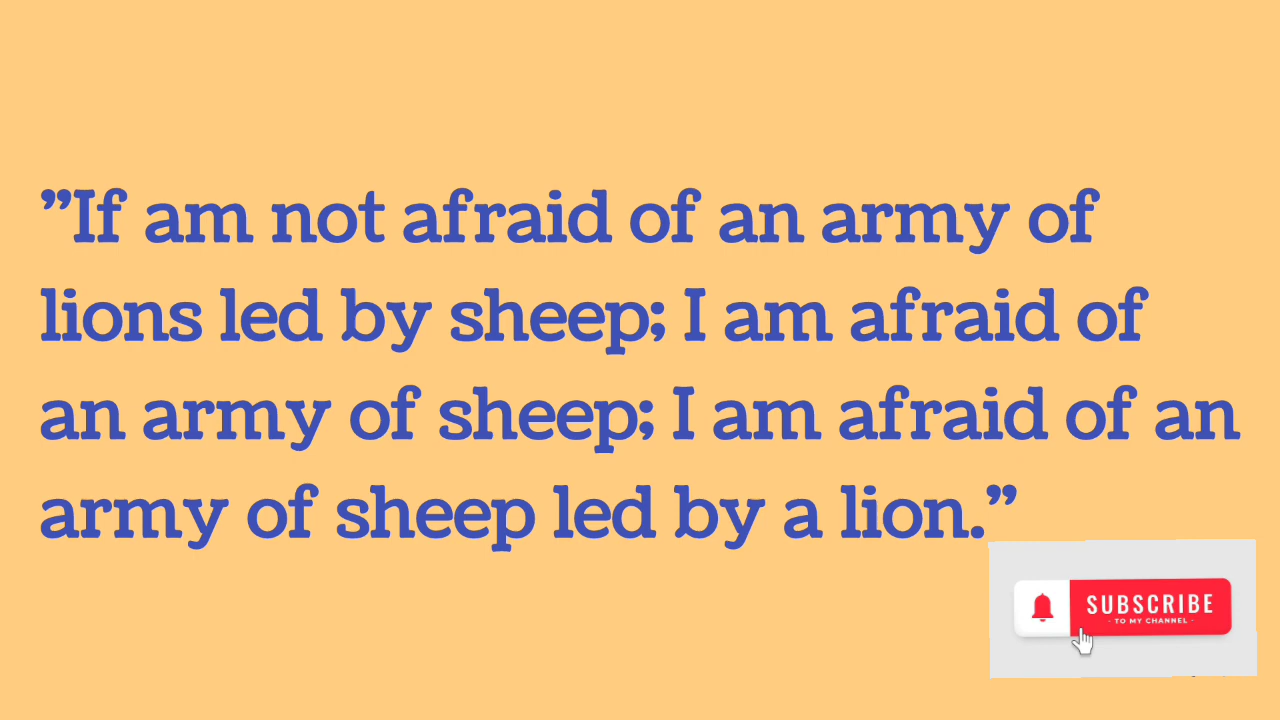 ”If am not afraid of an army of
lions led by sheep; I am afraid of
an army of sheep; I am afraid of an
army of sheep led by a lion.”
SUBSCRIBE
- TO MY CHANNEL -